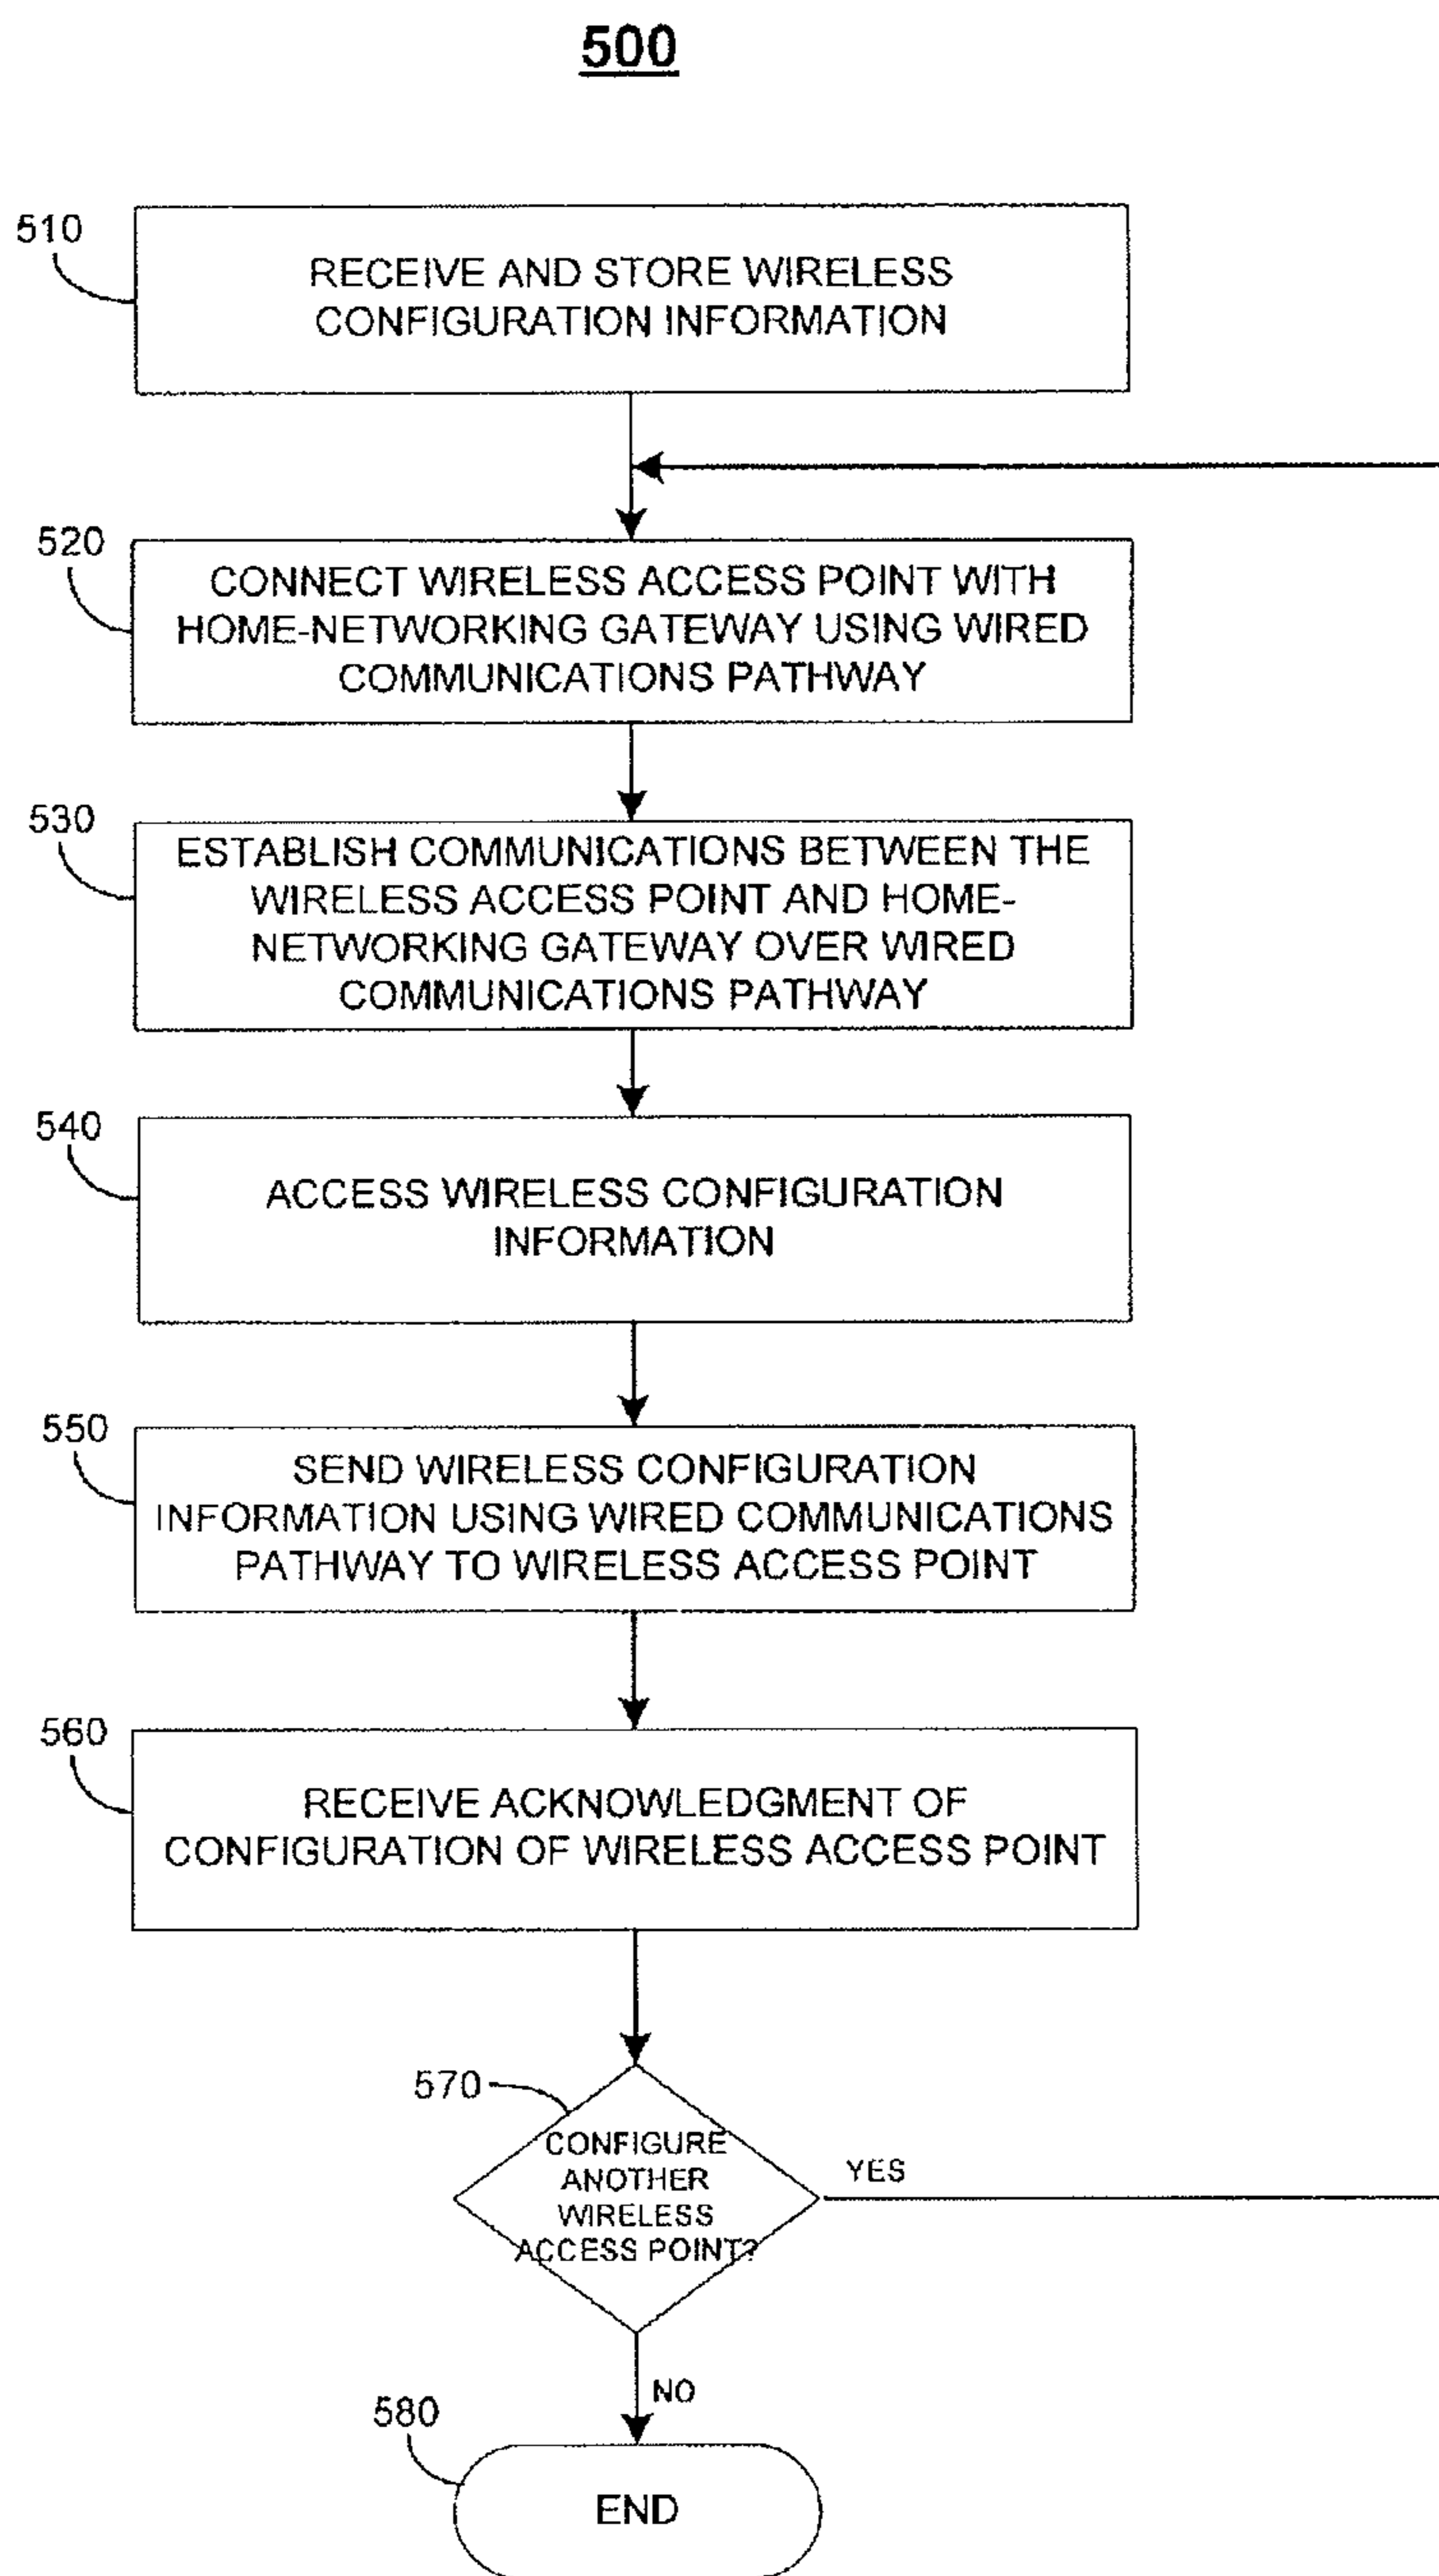 500
510
RECEIVE AND STORE WIRELESS
CONFIGURATION INFORMATION
520
CONNECT WIRELESS ACCESS POINT WITH
HOME-NETWORKING GATEWAY USING WIRED
COMMUNICATIONS PATHWAY
530
ESTABLISH COMMUNICATIONS BETWEEN THE
WIRELESS ACCESS POINT AND HOME-
NETWORKING GATEWAY OVER WIRED
COMMUNICATIONS PATHWAY
540
ACCESS WIRELESS CONFIGURATION
INFORMATION
550
SEND WIRELESS CONFIGURATION
INFORMATION USING WIRED COMMUNICATIONS
PATHWAY TO WIRELESS ACCESS POINT
560
RECEIVE ACKNOWLEDGMENT OF
CONFIGURATION OF WIRELESS ACCESS POINT
570
CONFIGURE
ANOTHER
WIRELESS
ACCESS POINT?
YES
NO
580
END